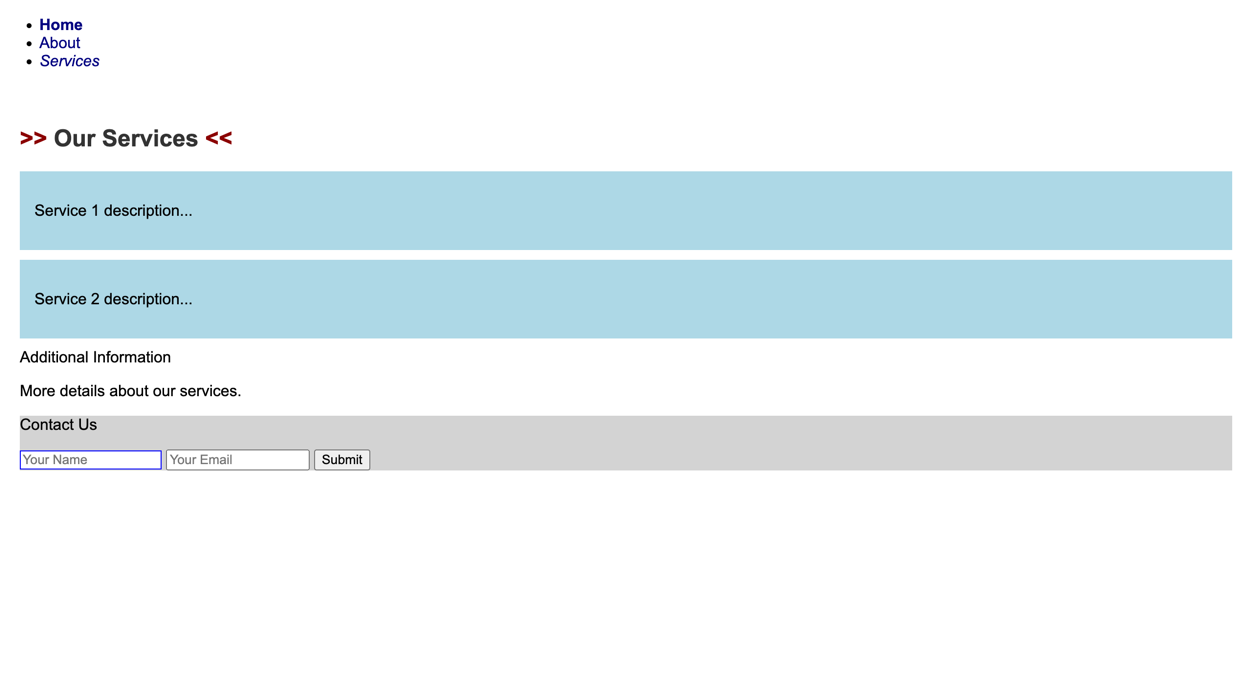 Home
About
Services
>> Our Services <<
Service 1 description...
Service 2 description...
Additional Information
More details about our services.
Contact Us
Your Name Your Email Submit